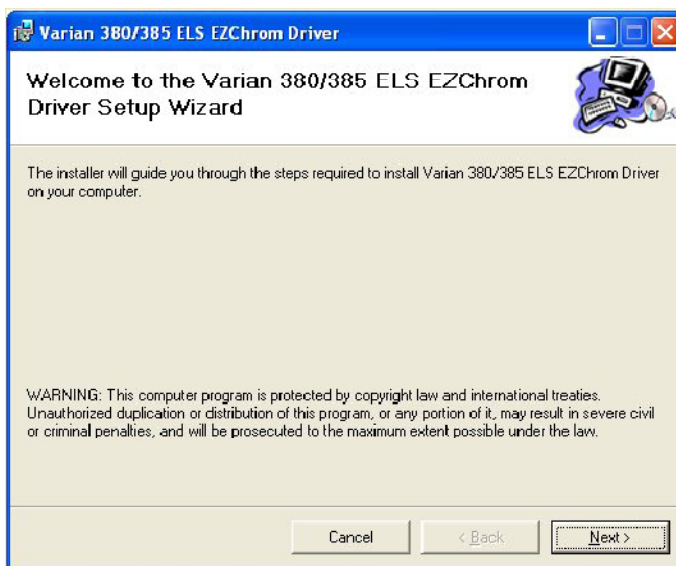 Varian 380/385 ELS EZChrom Driver
Welcome to the Varian 380/385 ELS EZChrom
Driver Setup Wizard
The installer will guide you through the steps required to install Varian 380/385 ELS EZChrom Driver
on your computer.
WARNING: This computer program is protected by copyright law and international treaties.
Unauthorized duplication or distribution of this program, or any portion of it, may result in severe civil
or criminal penalties, and will be prosecuted to the maximum extent possible under the law.
Cancel < Back Next >